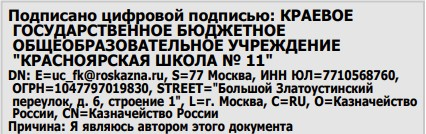 Подписано цифровой подписью: КРАЕВОЕ
ГОСУДАРСТВЕННОЕ БЮДЖЕТНОЕ
ОБЩЕОБРАЗОВАТЕЛЬНОЕ УЧРЕЖДЕНИЕ
"КРАСНОЯРСКАЯ ШКОЛА № 11"
DN: E=uc_fk@roskazna.ru, S=77 Москва, ИНН ЮЛ=7710568760,
ОГРН=1047797019830, STREET="Большой Златоустинский
переулок, д. 6, строение 1", L=г. Москва, C=RU, O=Казначейство
России, CN=Казначейство России
Причина: Я являюсь автором этого документа